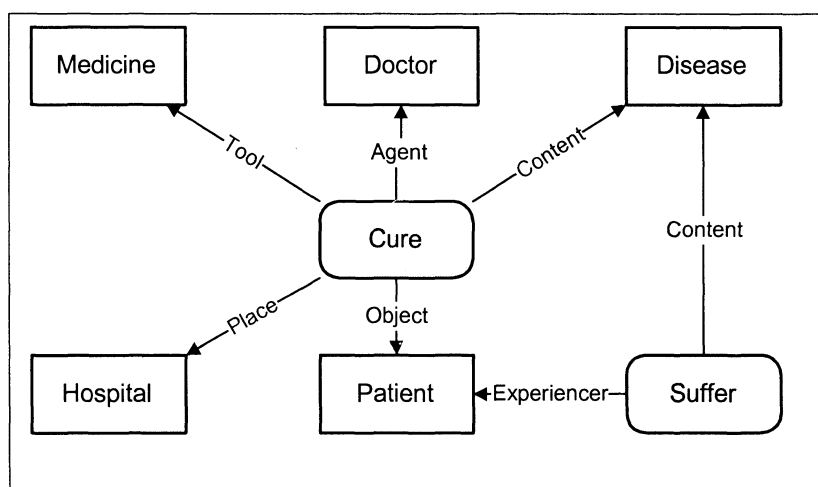 Medicine
Doctor
Disease
Tool
Agent
Content
Cure
Content
Place
Object
Hospital
Patient
Experiencer
Suffer